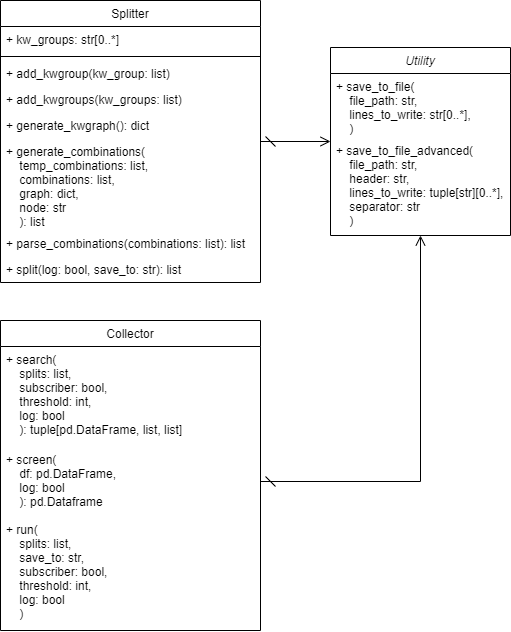 Splitter
+ kw_groups: str[0..*]
+ add_kwgroup(kw_group: list)
+ add_kwgroups(kw_groups: list)
+ generate_kwgraph(): dict
+ generate_combinations(
temp_combinations: list,
combinations: list,
graph: dict,
node: str
): list
+ parse_combinations(combinations: list): list
+ split(log: bool, save_to: str): list
Utility
+ save_to_file(
file_path: str,
lines_to_write: str[0..*],
)
+ save_to_file_advanced(
file_path: str,
header: str,
lines_to_write: tuple[str][0..*],
separator: str
)
Collector
+ search(
splits: list,
subscriber: bool,
threshold: int,
log: bool
): tuple[pd.DataFrame, list, list]
+ screen(
df: pd.DataFrame,
log: bool
): pd.Dataframe
+ run(
splits: list,
save_to: str,
subscriber: bool,
threshold: int,
log: bool
)